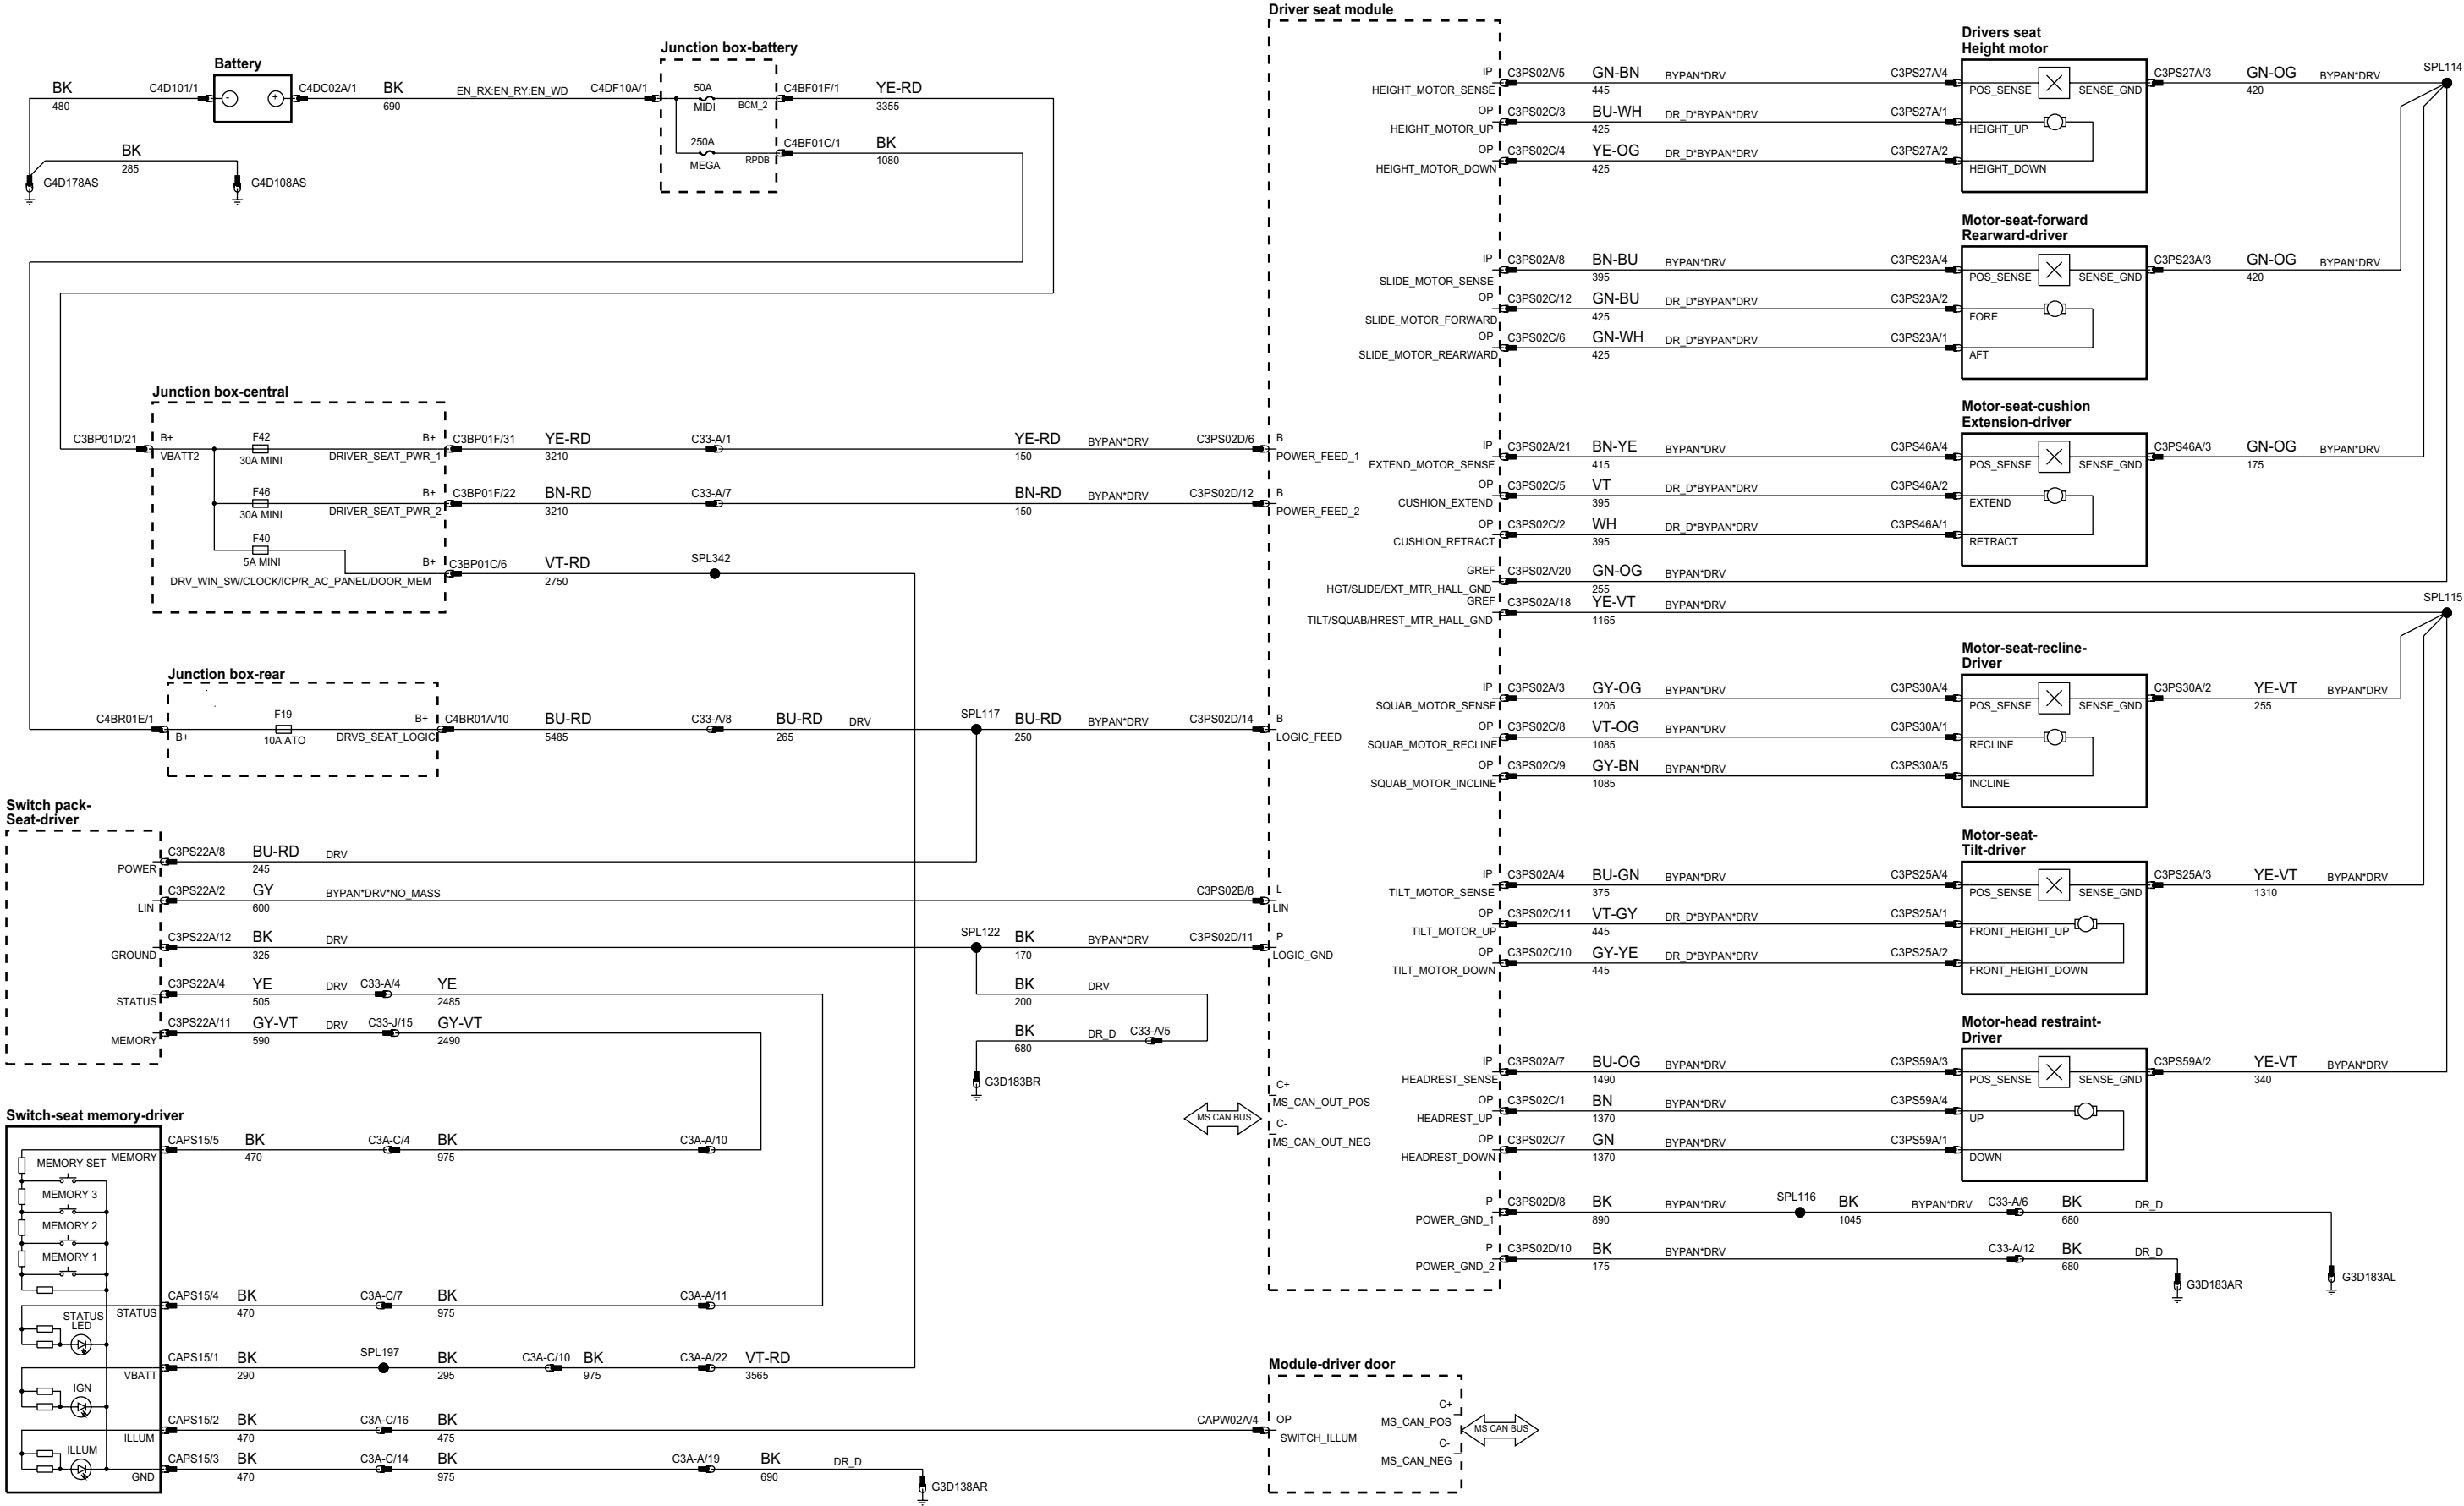 Driver seat module
Battery
BK
480
C4D101/1
-
+
C4DC02A/1
BK
690
EN_RX:EN_RY:EN_WD
C4DF10A/1
BK
285
G4D178AS
G4D108AS
Junction box-battery
50A
MIDI
BCM_2
C4BF01F/1
YE-RD
3355
250A
MEGA
RPDB
C4BF01C/1
BK
1080
Junction box-central
C3BP01D/21
B+
VBATT2
F42
30A MINI
B+
DRIVER_SEAT_PWR_1
C3BP01F/31
YE-RD
3210
C33-A/1
YE-RD
150
BYPAN*DRV
C3PS02D/6
B
POWER_FEED_1
F46
30A MINI
B+
DRIVER_SEAT_PWR_2
C3BP01F/22
BN-RD
3210
C33-A/7
BN-RD
150
BYPAN*DRV
C3PS02D/12
B
POWER_FEED_2
F40
5A MINI
B+
DRV_WIN_SW/CLOCK/ICP/R_AC_PANEL/DOOR_MEM
C3BP01C/6
VT-RD
2750
SPL342
Junction box-rear
C4BR01E/1
B+
F19
10A ATO
B+
DRVS_SEAT_LOGIC
C4BR01A/10
BU-RD
5485
C33-A/8
BU-RD
265
DRV
SPL117
BU-RD
250
BYPAN*DRV
C3PS02D/14
B
LOGIC_FEED
Switch pack-
Seat-driver
POWER
C3PS22A/8
BU-RD
245
DRV
LIN
C3PS22A/2
GY
600
BYPAN*DRV*NO_MASS
C3PS02B/8
L
LIN
GROUND
C3PS22A/12
BK
325
DRV
SPL122
BK
170
BYPAN*DRV
C3PS02D/11
P
LOGIC_GND
STATUS
C3PS22A/4
YE
505
DRV
C33-A/4
YE
2485
BK
200
DRV
MEMORY
C3PS22A/11
GY-VT
590
DRV
C33-J/15
GY-VT
2490
BK
680
DR_D
C33-A/5
G3D183BR
C+
MS_CAN_OUT_POS
MS CAN BUS
C-
MS_CAN_OUT_NEG
Switch-seat memory-driver
MEMORY
CAPS15/5
BK
470
C3A-C/4
BK
975
C3A-A/10
MEMORY SET
MEMORY 3
MEMORY 2
MEMORY 1
STATUS
CAPS15/4
BK
470
C3A-C/7
BK
975
C3A-A/11
STATUS
LED
VBATT
CAPS15/1
BK
290
SPL197
BK
295
C3A-C/10
BK
975
C3A-A/22
VT-RD
3565
IGN
ILLUM
CAPS15/2
BK
470
C3A-C/16
BK
475
CAPW02A/4
OP
SWITCH_ILLUM
ILLUM
GND
CAPS15/3
BK
470
C3A-C/14
BK
975
C3A-A/19
BK
690
DR_D
G3D138AR
Module-driver door
C+
MS_CAN_POS
C-
MS_CAN_NEG
MS CAN BUS
Drivers seat
Height motor
IP
HEIGHT_MOTOR_SENSE
C3PS02A/5
GN-BN
445
BYPAN*DRV
C3PS27A/4
POS_SENSE
SENSE_GND
C3PS27A/3
GN-OG
420
BYPAN*DRV
SPL114
OP
HEIGHT_MOTOR_UP
C3PS02C/3
BU-WH
425
DR_D*BYPAN*DRV
C3PS27A/1
HEIGHT_UP
OP
HEIGHT_MOTOR_DOWN
C3PS02C/4
YE-OG
425
DR_D*BYPAN*DRV
C3PS27A/2
HEIGHT_DOWN
Motor-seat-forward
Rearward-driver
IP
SLIDE_MOTOR_SENSE
C3PS02A/8
BN-BU
395
BYPAN*DRV
C3PS23A/4
POS_SENSE
SENSE_GND
C3PS23A/3
GN-OG
420
BYPAN*DRV
OP
SLIDE_MOTOR_FORWARD
C3PS02C/12
GN-BU
425
DR_D*BYPAN*DRV
C3PS23A/2
FORE
OP
SLIDE_MOTOR_REARWARD
C3PS02C/6
GN-WH
425
DR_D*BYPAN*DRV
C3PS23A/1
AFT
Motor-seat-cushion
Extension-driver
IP
EXTEND_MOTOR_SENSE
C3PS02A/21
BN-YE
415
BYPAN*DRV
C3PS46A/4
POS_SENSE
SENSE_GND
C3PS46A/3
GN-OG
175
BYPAN*DRV
OP
CUSHION_EXTEND
C3PS02C/5
VT
395
DR_D*BYPAN*DRV
C3PS46A/2
EXTEND
OP
CUSHION_RETRACT
C3PS02C/2
WH
395
DR_D*BYPAN*DRV
C3PS46A/1
RETRACT
GREF
HGT/SLIDE/EXT_MTR_HALL_GND
C3PS02A/20
GN-OG
255
BYPAN*DRV
GREF
TILT/SQUAB/HREST_MTR_HALL_GND
C3PS02A/18
YE-VT
1165
BYPAN*DRV
SPL115
Motor-seat-recline-
Driver
IP
SQUAB_MOTOR_SENSE
C3PS02A/3
GY-OG
1205
BYPAN*DRV
C3PS30A/4
POS_SENSE
SENSE_GND
C3PS30A/2
YE-VT
255
BYPAN*DRV
OP
SQUAB_MOTOR_RECLINE
C3PS02C/8
VT-OG
1085
BYPAN*DRV
C3PS30A/1
RECLINE
OP
SQUAB_MOTOR_INCLINE
C3PS02C/9
GY-BN
1085
BYPAN*DRV
C3PS30A/5
INCLINE
Motor-seat-
Tilt-driver
IP
TILT_MOTOR_SENSE
C3PS02A/4
BU-GN
375
BYPAN*DRV
C3PS25A/4
POS_SENSE
SENSE_GND
C3PS25A/3
YE-VT
1310
BYPAN*DRV
OP
TILT_MOTOR_UP
C3PS02C/11
VT-GY
445
DR_D*BYPAN*DRV
C3PS25A/1
FRONT_HEIGHT_UP
OP
TILT_MOTOR_DOWN
C3PS02C/10
GY-YE
445
DR_D*BYPAN*DRV
C3PS25A/2
FRONT_HEIGHT_DOWN
Motor-head restraint-
Driver
IP
HEADREST_SENSE
C3PS02A/7
BU-OG
1490
BYPAN*DRV
C3PS59A/3
POS_SENSE
SENSE_GND
C3PS59A/2
YE-VT
340
BYPAN*DRV
OP
HEADREST_UP
C3PS02C/1
BN
1370
BYPAN*DRV
C3PS59A/4
UP
OP
HEADREST_DOWN
C3PS02C/7
GN
1370
BYPAN*DRV
C3PS59A/1
DOWN
P
POWER_GND_1
C3PS02D/8
BK
890
BYPAN*DRV
SPL116
BK
1045
BYPAN*DRV
C33-A/6
BK
680
DR_D
G3D183AL
P
POWER_GND_2
C3PS02D/10
BK
175
BYPAN*DRV
C33-A/12
BK
680
DR_D
G3D183AR